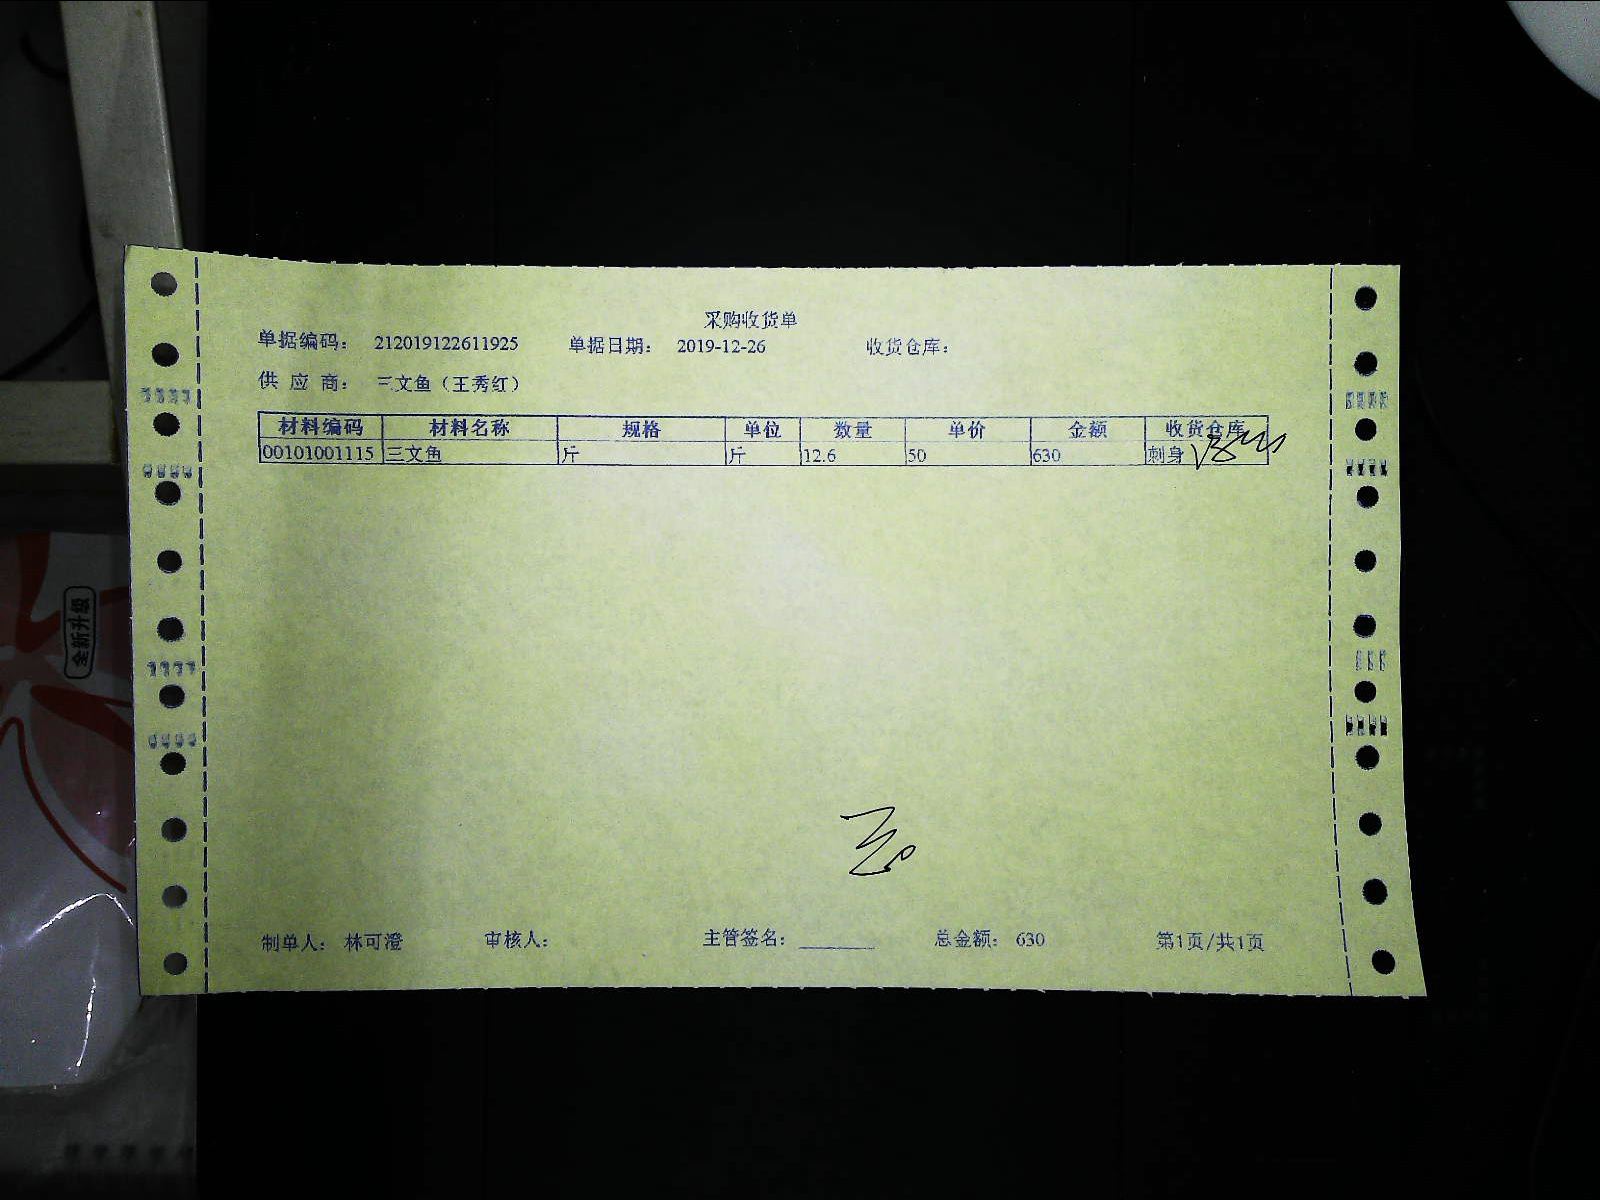 采购收货单
单据编码： 212019122611925 单据日期： 2019-12-26 收货仓库：
供 应 商： 三文鱼（王秀红）
材料编码 材料名称 规格 单位 数量 单价 金额 收货仓库
00101001115 三文鱼 斤 斤 12.6 50 630 刺身
制单人： 林可澄 审核人： 主管签名： 总金额： 630 第1页/共1页
全新升级